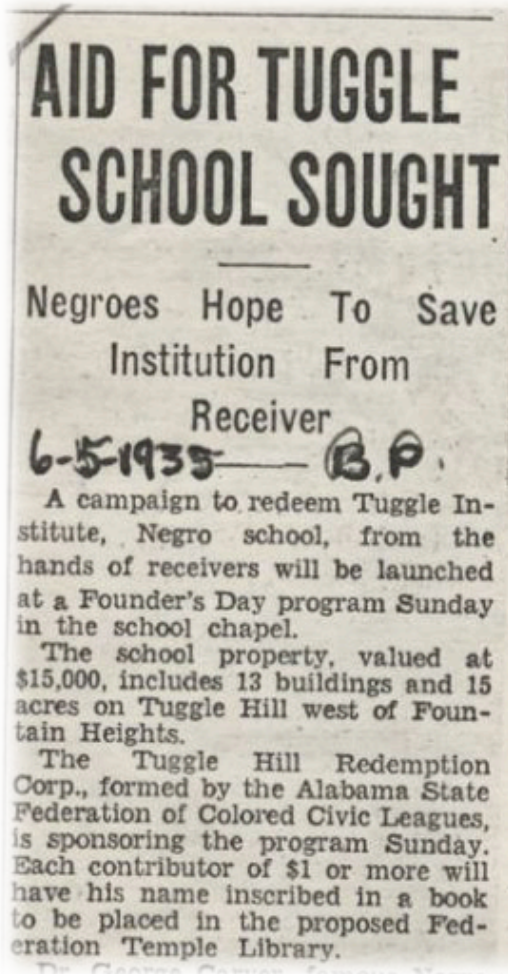 AID FOR TUGGLE
SCHOOL SOUGHT
Negroes Hope To Save
Institution From
Receiver
6-5-1935 B.P.
A campaign to redeem Tuggle In-
stitute, Negro school, from the
hands of receivers will be launched
at a Founder's Day program Sunday
in the school chapel.
The school property, valued at
$15,000, includes 13 buildings and 15
acres on Tuggle Hill west of Foun-
tain Heights.
The Tuggle Hill Redemption
Corp., formed by the Alabama State
Federation of Colored Civic Leagues,
is sponsoring the program Sunday.
Each contributor of $1 or more will
have his name inscribed in a book
to be placed in the proposed Fed-
eration Temple Library.
Dr. George Carver,